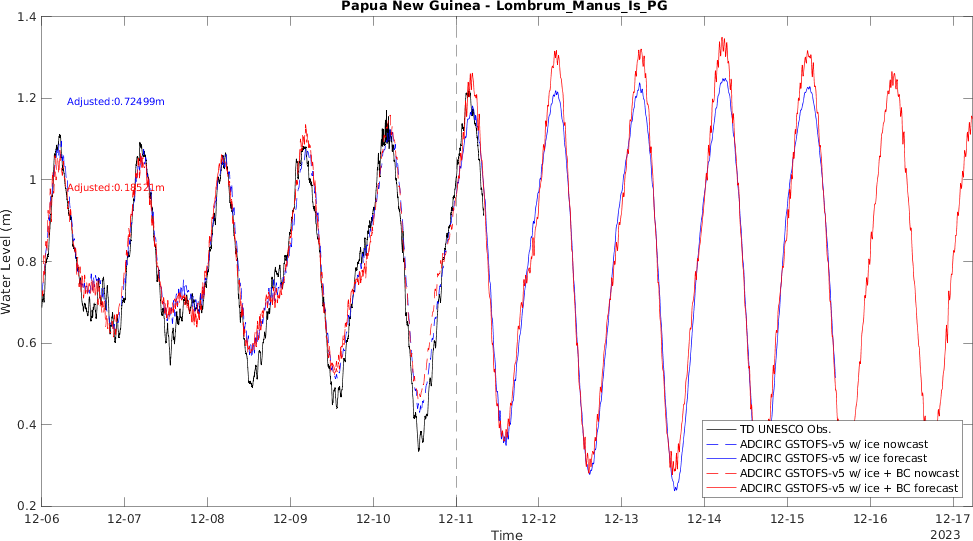 Papua New Guinea - Lombrum_Manus_Is_PG
1.4
1.2
1
0.8
0.6
0.4
0.2
Water Level (m)
Adjusted:0.72499m
Adjusted:0.18521m
TD UNESCO Obs.
ADCIRC GSTOFS-v5 w/ ice nowcast
ADCIRC GSTOFS-v5 w/ ice forecast
ADCIRC GSTOFS-v5 w/ ice + BC nowcast
ADCIRC GSTOFS-v5 w/ ice + BC forecast
12-06 12-07 12-08 12-09 12-10 12-11 12-12 12-13 12-14 12-15 12-16 12-17
Time
2023